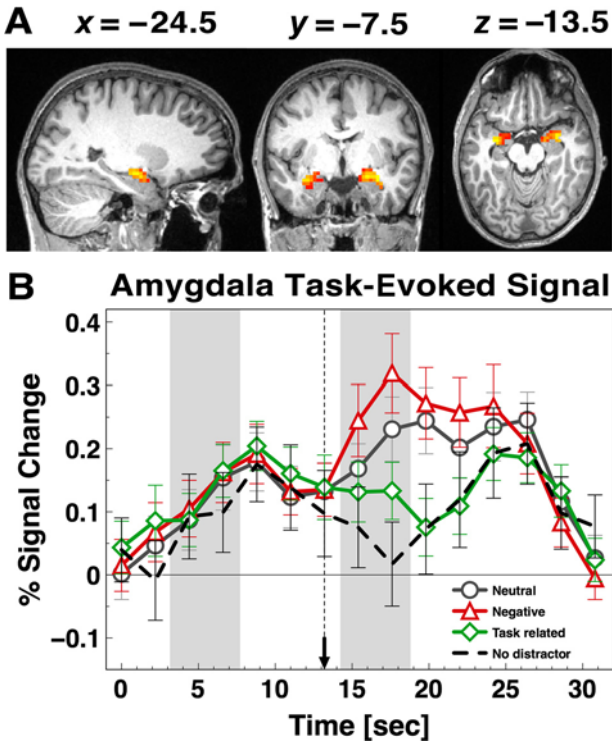 A
x = −24.5 y = −7.5 z = −13.5
B Amygdala Task-Evoked Signal
% Signal Change
0.4
0.3
0.2
0.1
0
−0.1
Neutral
Negative
Task related
No distractor
0 5 10 15 20 25 30
Time [sec]